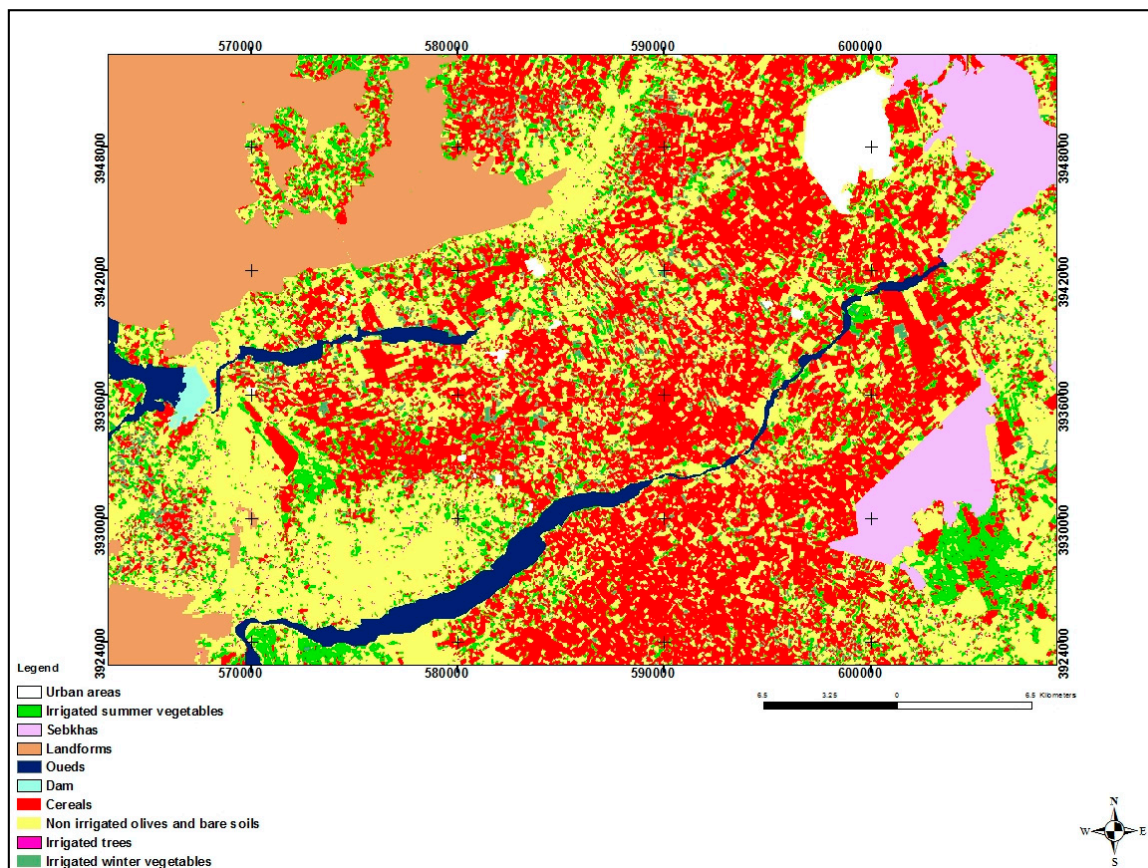 570000 580000 590000 600000
3948000 3948000
3942000 3942000
3936000 3936000
3930000 3930000
3924000 3924000
570000 580000 590000 600000
Legend
Urban areas
Irrigated summer vegetables
Sebkhas
Landforms
Oueds
Dam
Cereals
Non irrigated olives and bare soils
Irrigated trees
Irrigated winter vegetables
6.5 3.25 0 6.5 Kilometers
N
W E
S